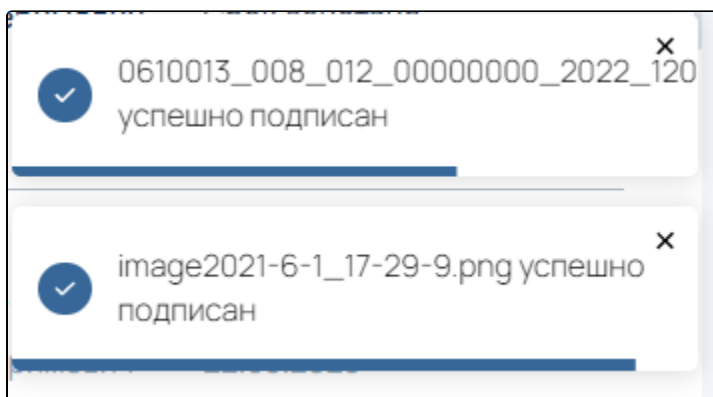 0610013_008_012_00000000_2022_120
успешно подписан
image2021-6-1_17-29-9.png успешно
подписан